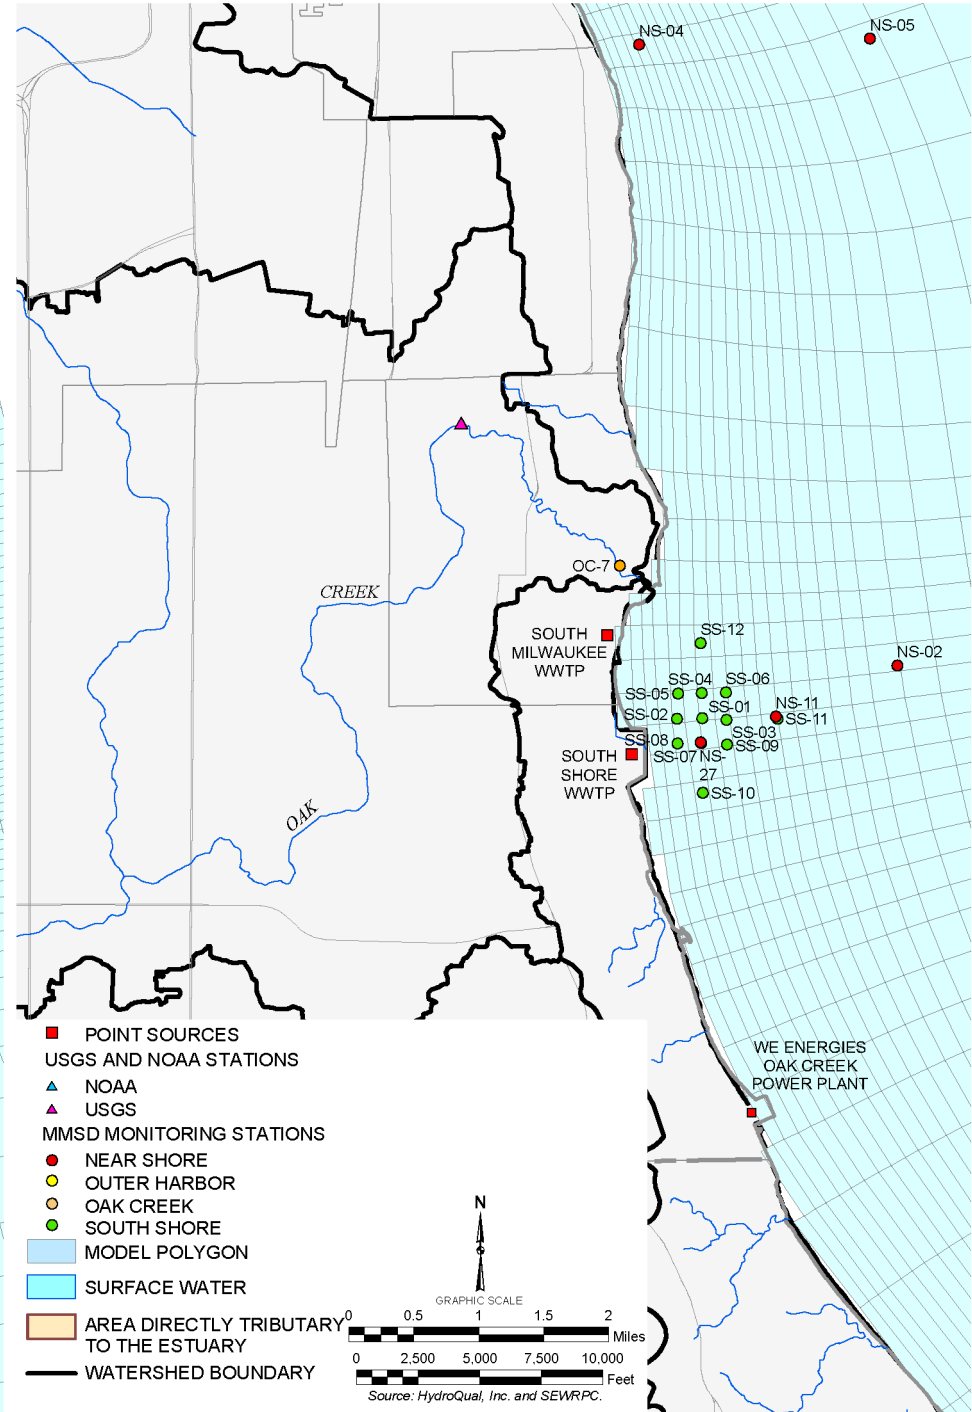 NS-04
NS-05
OC-7
CREEK
SOUTH
MILWAUKEE
WWTP
SS-12
NS-02
SS-04
SS-06
SS-05
NS-11
SS-02
SS-01
SS-11
SS-03
SS-08
SS-09
SS-07
NS-
27
SOUTH
SHORE
WWTP
SS-10
OAK
WE ENERGIES
OAK CREEK
POWER PLANT
POINT SOURCES
USGS AND NOAA STATIONS
NOAA
USGS
MMSD MONITORING STATIONS
NEAR SHORE
OUTER HARBOR
OAK CREEK
SOUTH SHORE
MODEL POLYGON
SURFACE WATER
AREA DIRECTLY TRIBUTARY
TO THE ESTUARY
WATERSHED BOUNDARY
N
GRAPHIC SCALE
0 0.5 1 1.5 2
Miles
0 2,500 5,000 7,500 10,000
Feet
Source: HydroQual, Inc. and SEWRPC.